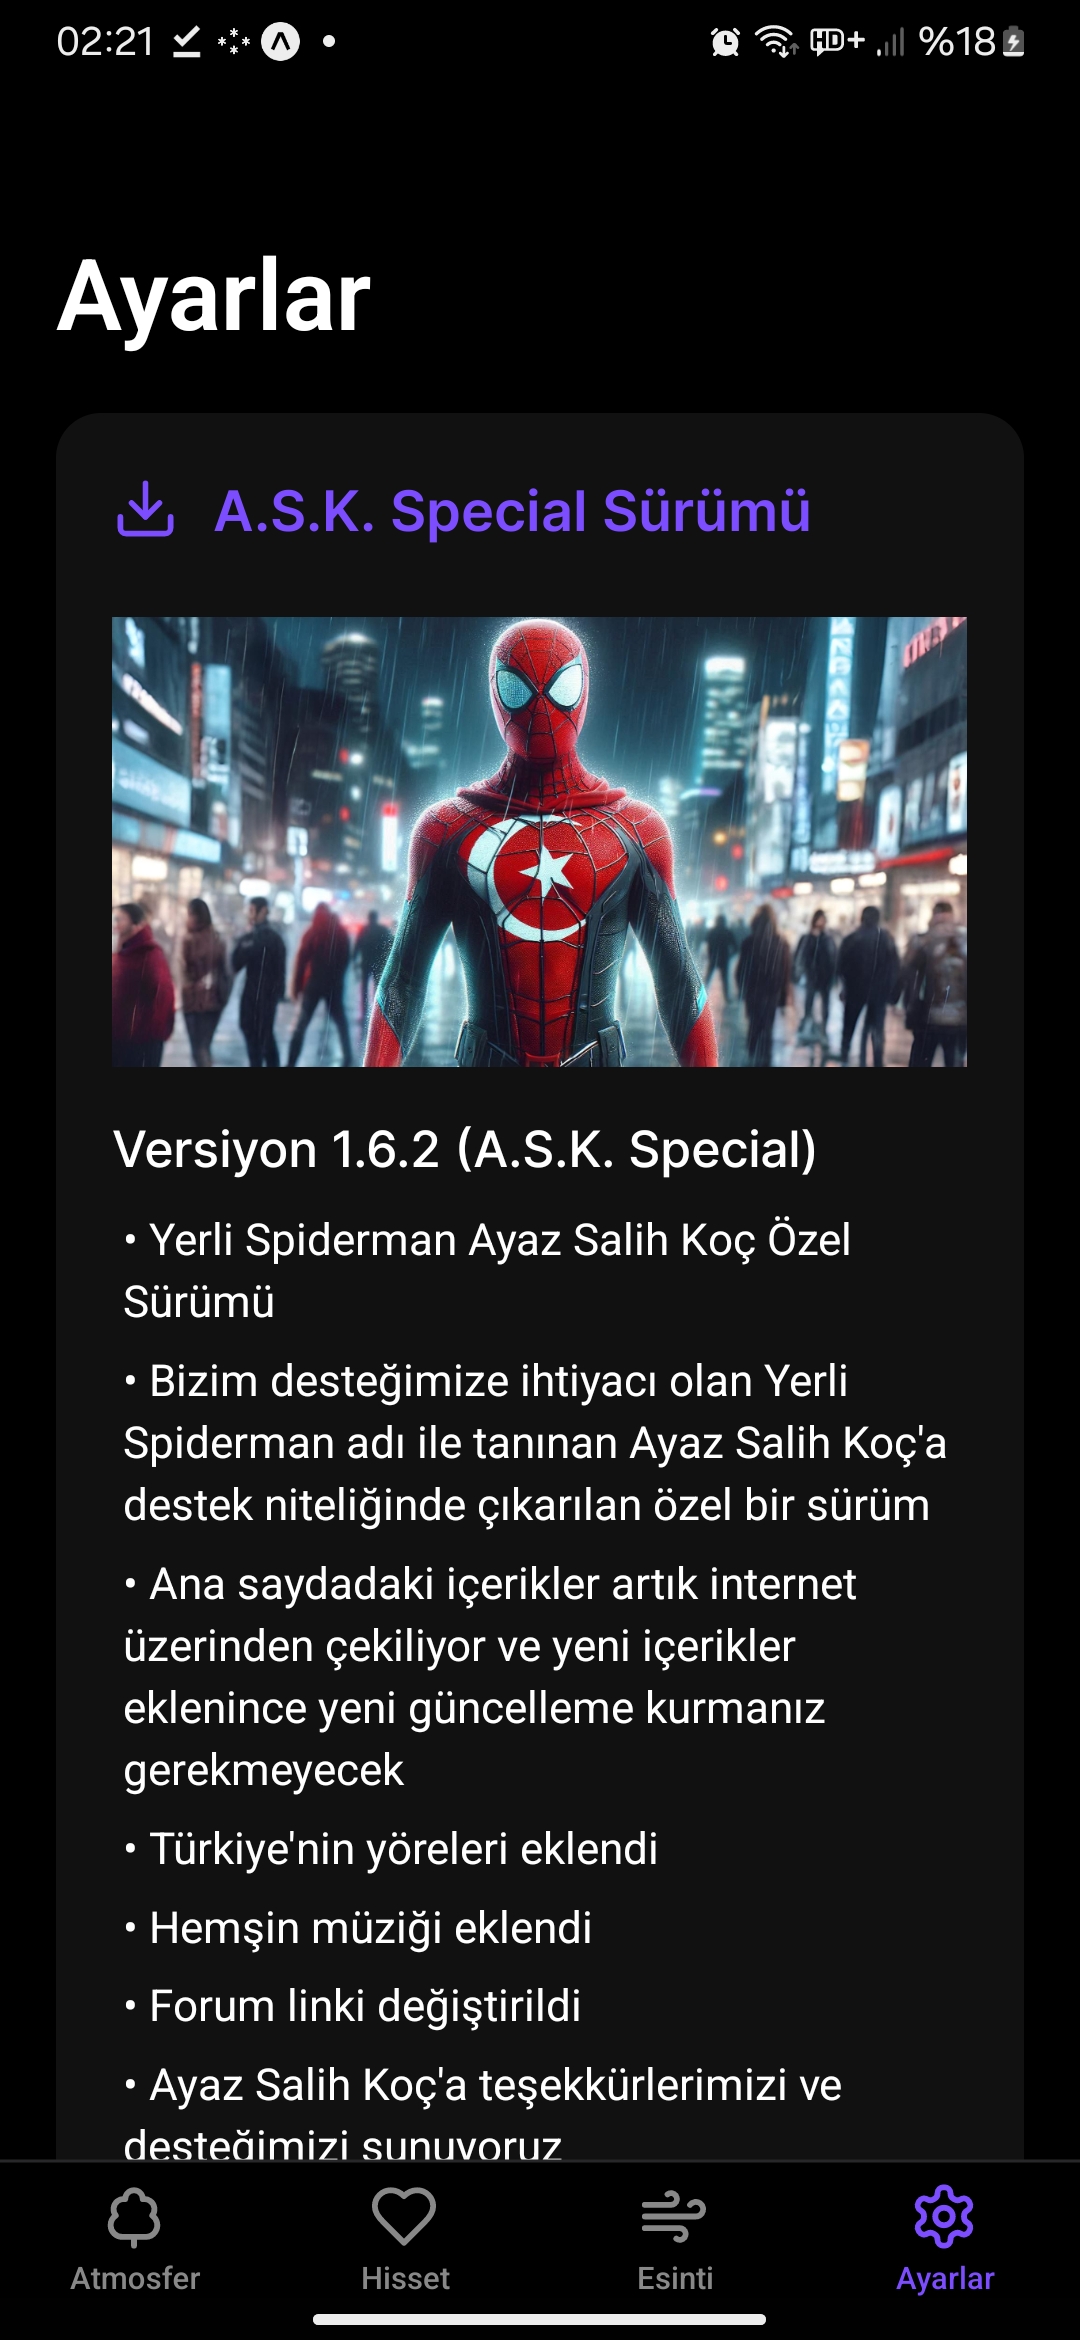 02:21
HD+
%18
Ayarlar
A.S.K. Special Sürümü
Versiyon 1.6.2 (A.S.K. Special)
• Yerli Spiderman Ayaz Salih Koç Özel
Sürümü
• Bizim desteğimize ihtiyacı olan Yerli
Spiderman adı ile tanınan Ayaz Salih Koç'a
destek niteliğinde çıkarılan özel bir sürüm
• Ana saydadaki içerikler artık internet
üzerinden çekiliyor ve yeni içerikler
eklenince yeni güncelleme kurmanız
gerekmeyecek
• Türkiye'nin yöreleri eklendi
• Hemşin müziği eklendi
• Forum linki değiştirildi
• Ayaz Salih Koç'a teşekkürlerimizi ve
desteğimizi sunuyoruz
Atmosfer
Hisset
Esinti
Ayarlar